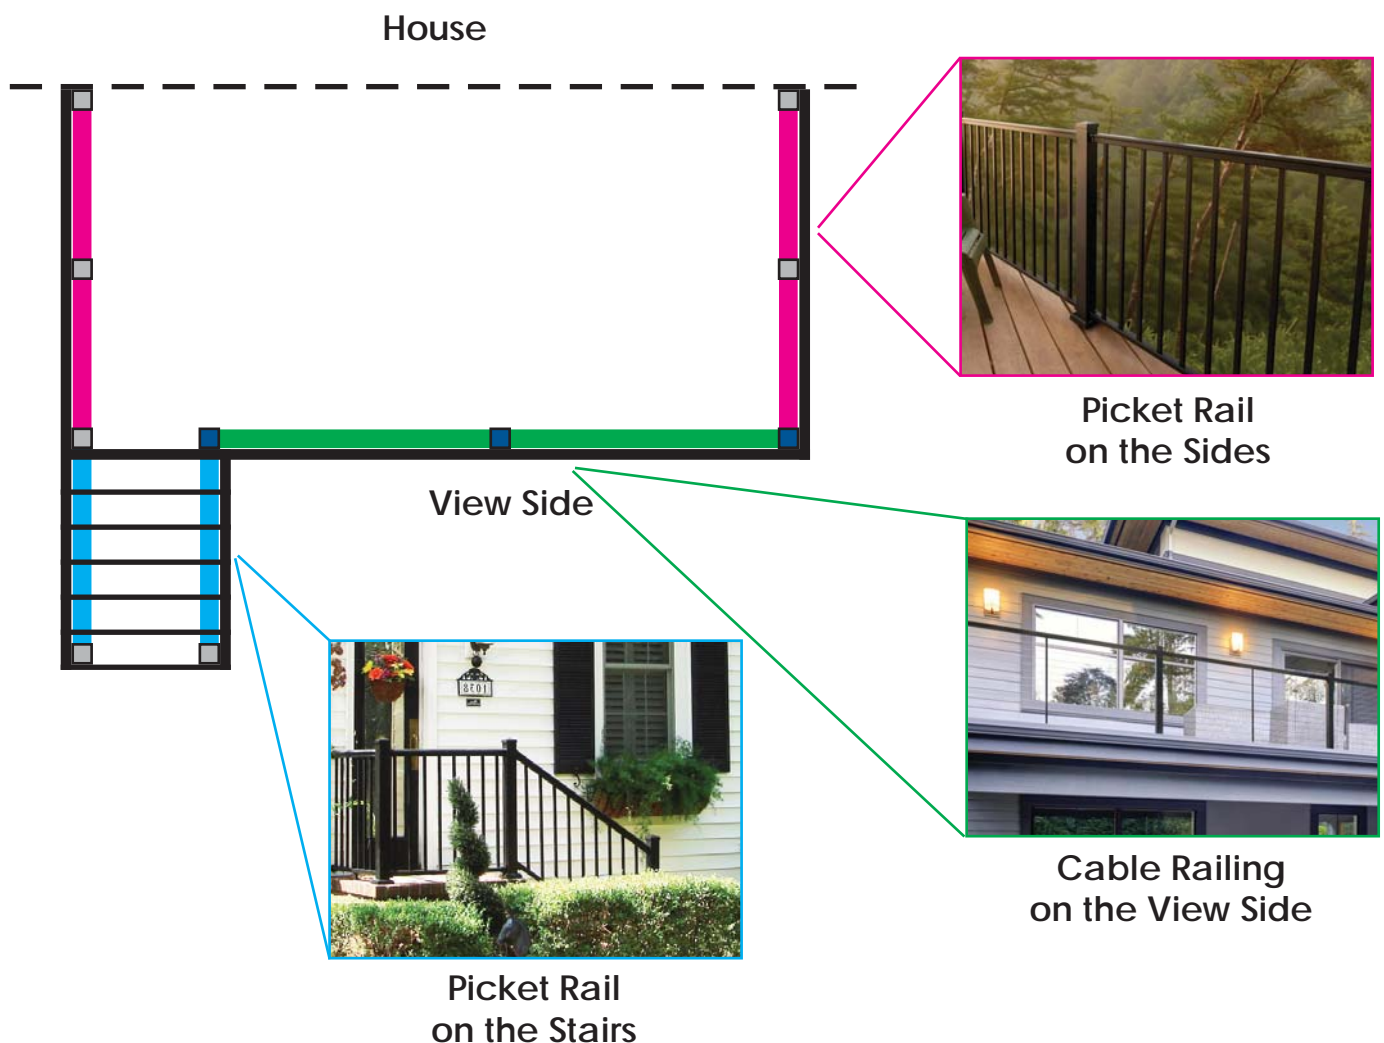 House
Picket Rail
on the Sides
View Side
1038
Cable Railing
on the View Side
Picket Rail
on the Stairs